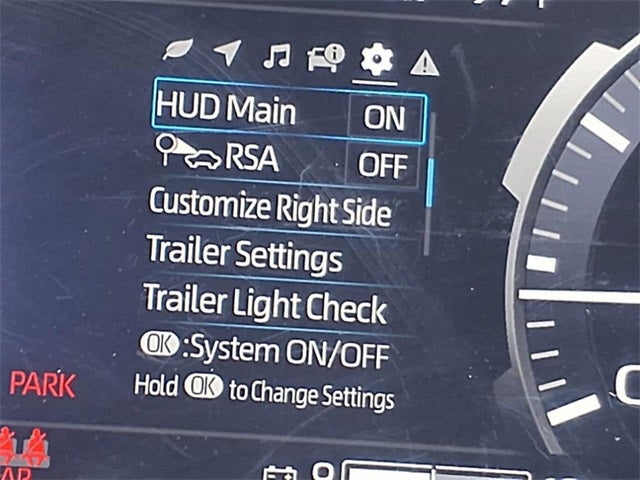 HUD Main ON
RSA OFF
Customize Right Side
Trailer Settings
Trailer Light Check
OK :System ON/OFF
Hold OK to Change Settings
PARK